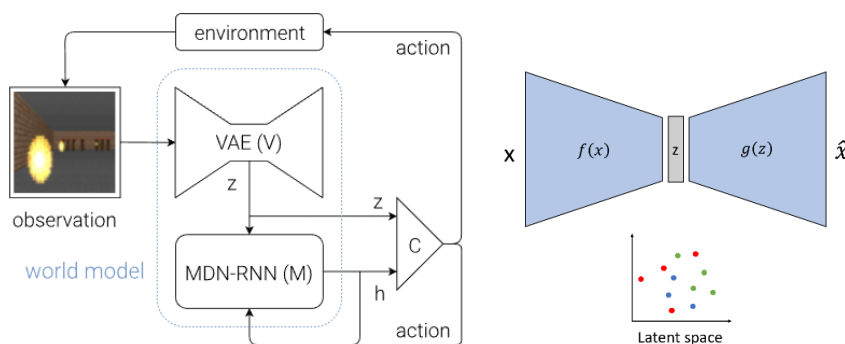 environment
action
observation
VAE (V)
z
z
C
world model
MDN-RNN (M)
h
action
x
f(x)
z
g(z)
x̂
Latent space